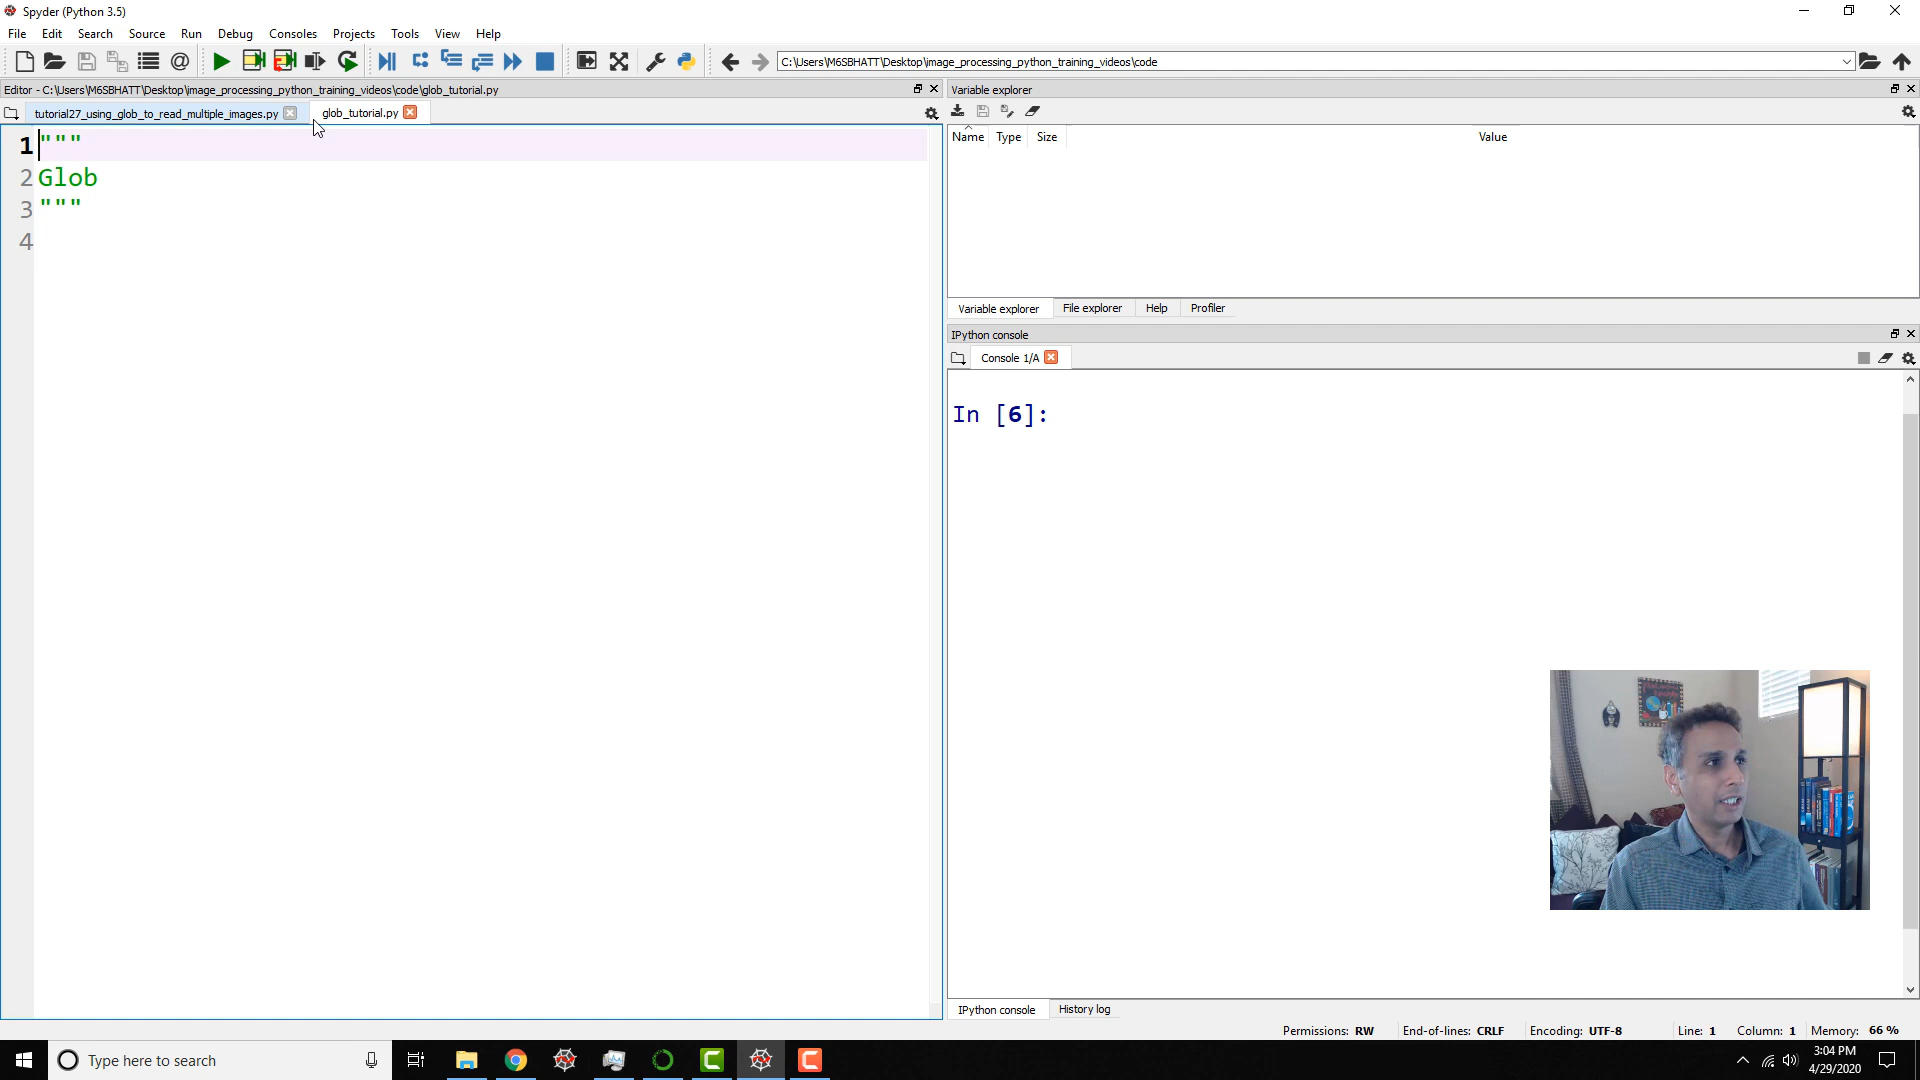 Spyder (Python 3.5)
File Edit Search Source Run Debug Consoles Projects Tools View Help
C:\Users\M6SBHATT\Desktop\image_processing_python_training_videos\code
Editor - C:\Users\M6SBHATT\Desktop\image_processing_python_training_videos\code\glob_tutorial.py
Variable explorer
tutorial27_using_glob_to_read_multiple_images.py
glob_tutorial.py
Name Type Size Value
1 """
2 Glob
3 """
4
Variable explorer File explorer Help Profiler
IPython console
Console 1/A
In [6]:
IPython console History log
Permissions: RW End-of-lines: CRLF Encoding: UTF-8 Line: 1 Column: 1 Memory: 66 %
Type here to search
3:04 PM
4/29/2020